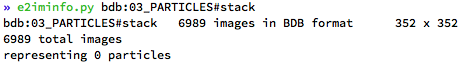 » e2iminfo.py bdb:03_PARTICLES#stack
bdb:03_PARTICLES#stack   6989 images in BDB format      352 x 352
6989 total images
representing 0 particles